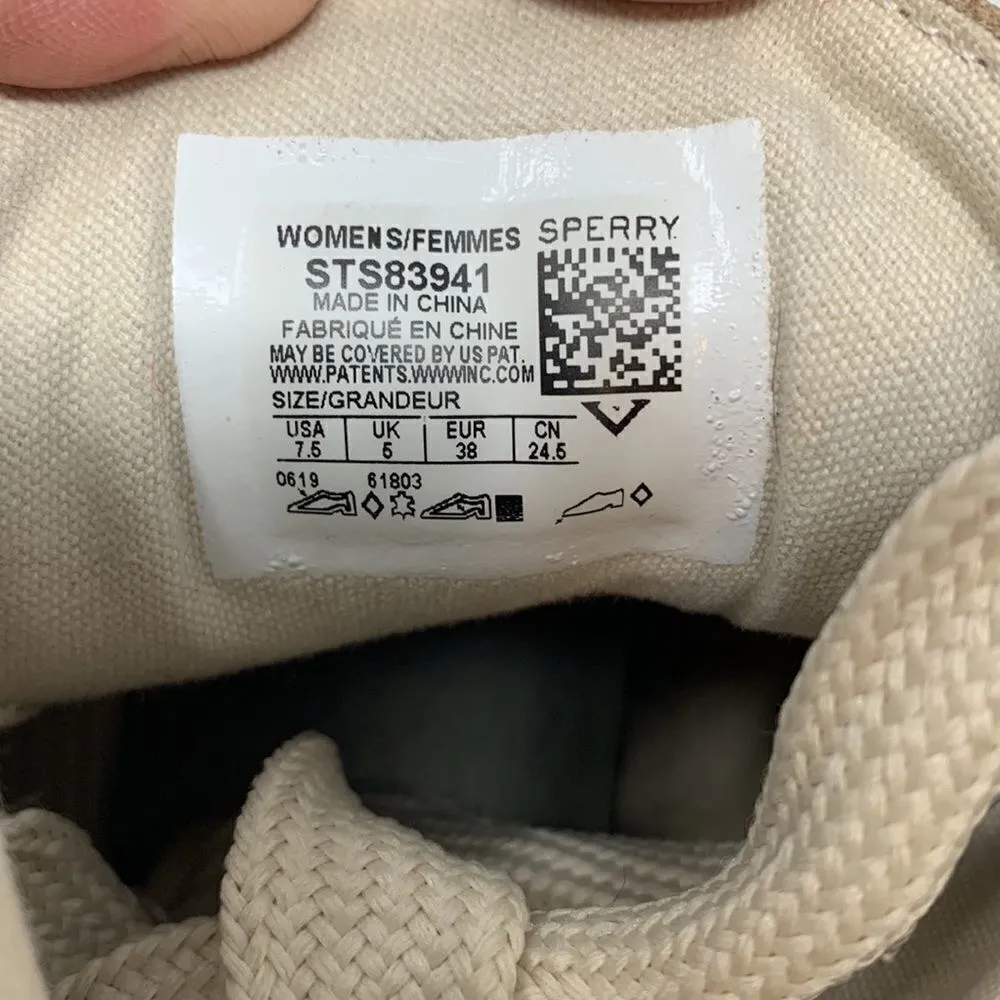 WOMENS/FEMMES SPERRY
STS83941
MADE IN CHINA
FABRIQUÉ EN CHINE
MAY BE COVERED BY US PAT.
WWW.PATENTS.WWWINC.COM
SIZE/GRANDEUR
USA UK EUR CN
7.5 5 38 24.5
0619 61803